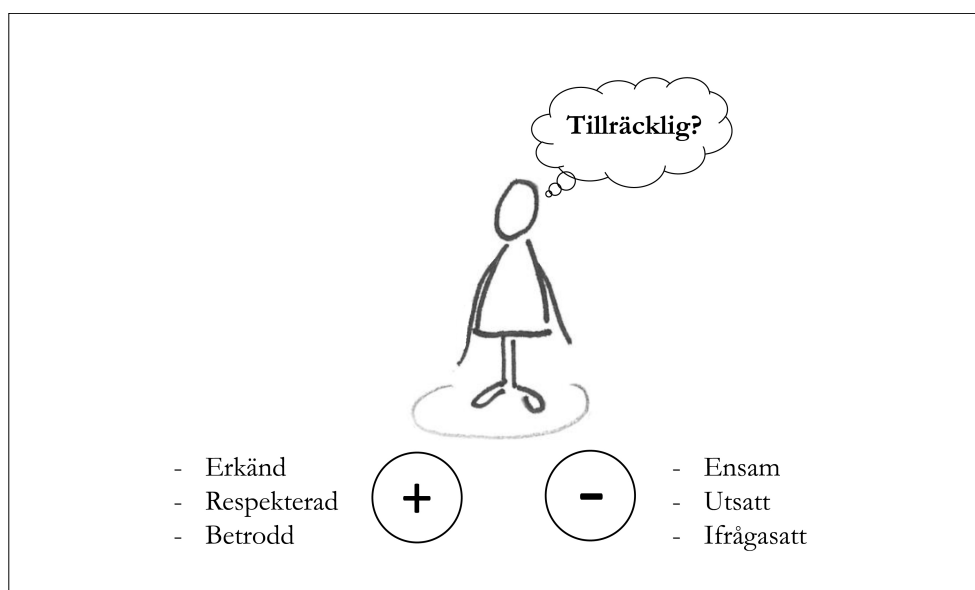 Tillräcklig?
- Erkänd
- Respekterad
- Betrodd
+
-
- Ensam
- Utsatt
- Ifrågasatt